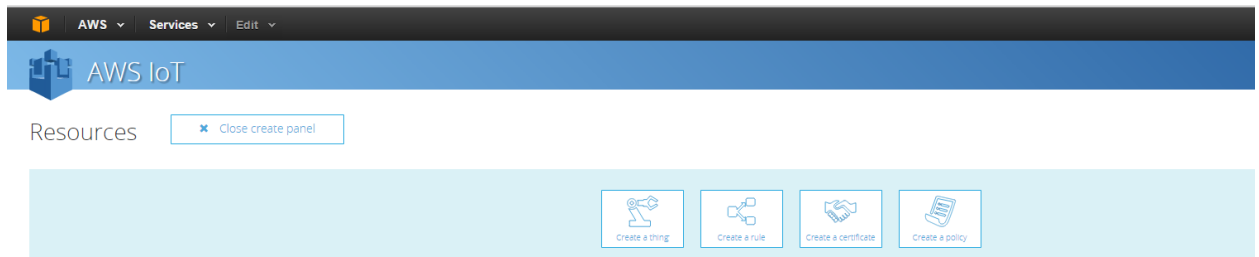 AWS Services Edit
AWS IoT
Resources Close create panel
Create a thing Create a rule Create a certificate Create a policy